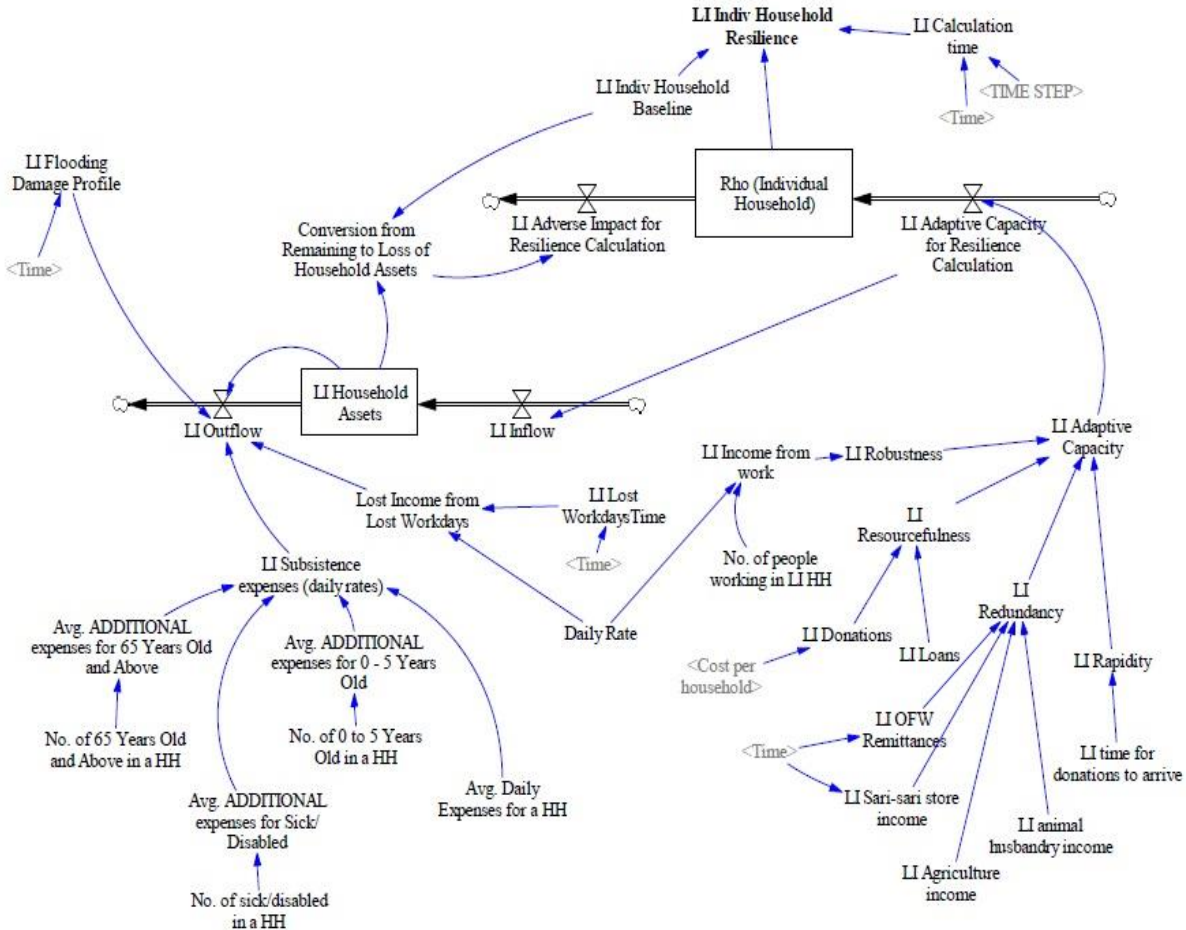 LI Indiv Household
Resilience
LI Calculation
time
<TIME STEP>
<Time>
LI Indiv Household
Baseline
LI Flooding
Damage Profile
<Time>
Rho (Individual
Household)
LI Adverse Impact for
Resilience Calculation
LI Adaptive Capacity
for Resilience
Calculation
Conversion from
Remaining to Loss of
Household Assets
LI Household
Assets
LI Outflow
LI Inflow
LI Adaptive
Capacity
LI Income from
work
LI Robustness
Lost Income from
Lost Workdays
LI Lost
WorkdaysTime
<Time>
LI
Resourcefulness
No. of people
working in LI HH
LI Subsistence
expenses (daily rates)
LI
Redundancy
Daily Rate
LI Donations
LI Loans
<Cost per
household>
LI Rapidity
Avg. ADDITIONAL
expenses for 65 Years Old
and Above
Avg. ADDITIONAL
expenses for 0 - 5 Years
Old
No. of 65 Years Old
and Above in a HH
No. of 0 to 5 Years
Old in a HH
LI OFW
Remittances
<Time>
LI time for
donations to arrive
Avg. ADDITIONAL
expenses for Sick/
Disabled
Avg. Daily
Expenses for a HH
LI Sari-sari store
income
LI animal
husbandry income
LI Agriculture
income
No. of sick/disabled
in a HH